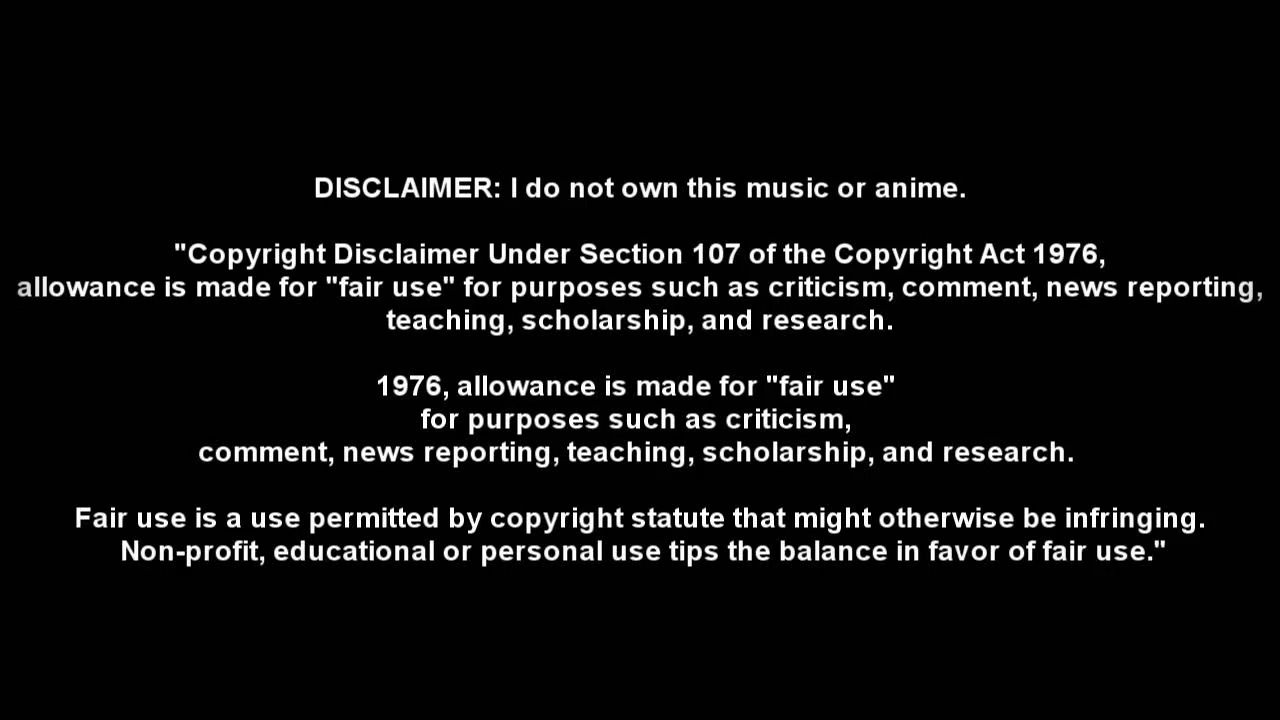 DISCLAIMER: I do not own this music or anime.
"Copyright Disclaimer Under Section 107 of the Copyright Act 1976,
allowance is made for "fair use" for purposes such as criticism, comment, news reporting,
teaching, scholarship, and research.
1976, allowance is made for "fair use"
for purposes such as criticism,
comment, news reporting, teaching, scholarship, and research.
Fair use is a use permitted by copyright statute that might otherwise be infringing.
Non-profit, educational or personal use tips the balance in favor of fair use."